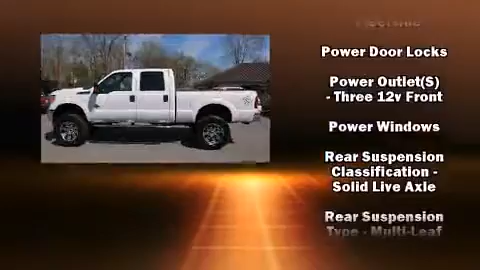 Power Door Locks
Power Outlet(S)
- Three 12v Front
Power Windows
Rear Suspension
Classification -
Solid Live Axle
Rear Suspension
Type - Multi-Leaf